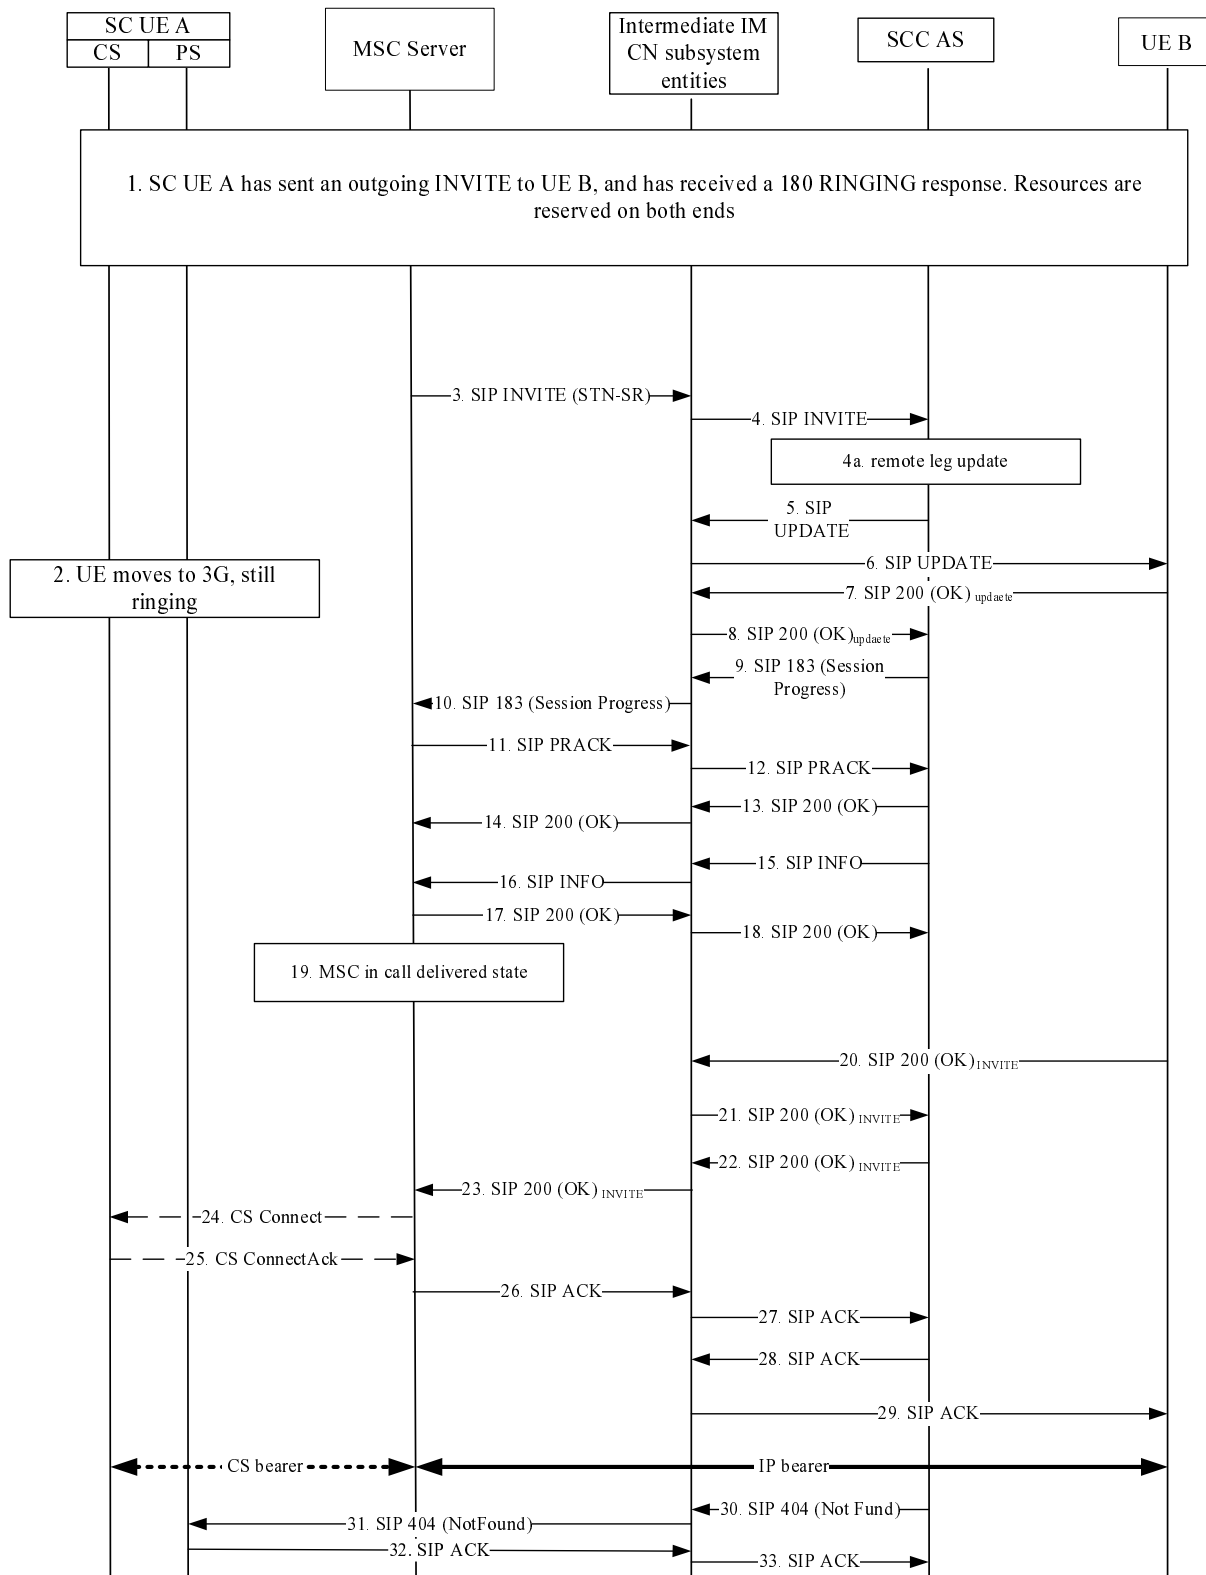 SC UE A
CS
PS
MSC Server
Intermediate IM
CN subsystem
entities
SCC AS
UE B
1. SC UE A has sent an outgoing INVITE to UE B, and has received a 180 RINGING response. Resources are
reserved on both ends
3. SIP INVITE (STN-SR)
4. SIP INVITE
4a. remote leg update
5. SIP
UPDATE
2. UE moves to 3G, still
ringing
6. SIP UPDATE
7. SIP 200 (OK) updaete
8. SIP 200 (OK)updaete
9. SIP 183 (Session
Progress)
10. SIP 183 (Session Progress)
11. SIP PRACK
12. SIP PRACK
13. SIP 200 (OK)
14. SIP 200 (OK)
15. SIP INFO
16. SIP INFO
17. SIP 200 (OK)
18. SIP 200 (OK)
19. MSC in call delivered state
20. SIP 200 (OK)INVITE
21. SIP 200 (OK) INVITE
22. SIP 200 (OK) INVITE
23. SIP 200 (OK) INVITE
24. CS Connect
25. CS ConnectAck
26. SIP ACK
27. SIP ACK
28. SIP ACK
29. SIP ACK
CS bearer
IP bearer
30. SIP 404 (Not Fund)
31. SIP 404 (NotFound)
32. SIP ACK
33. SIP ACK